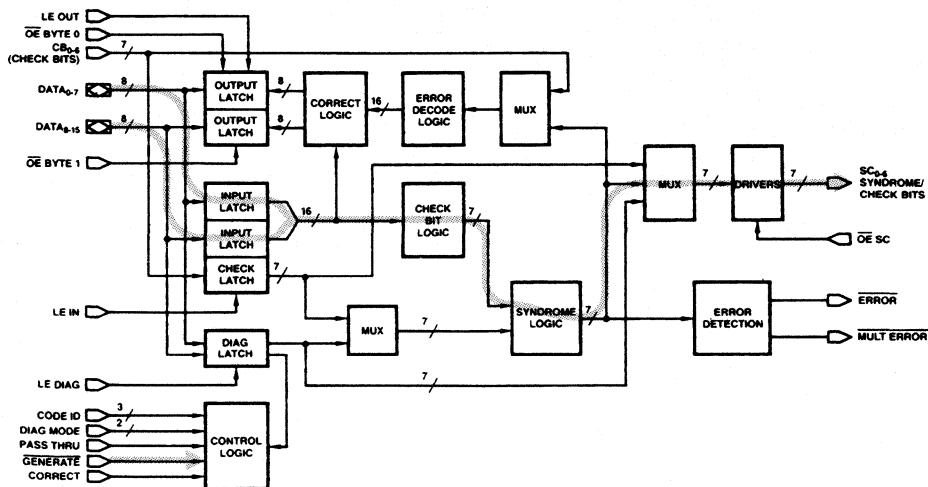 LE OUT
OE BYTE 0
CB0-6
(CHECK BITS)
7
DATA0-7
8
DATA8-15
8
OE BYTE 1
OUTPUT
LATCH
OUTPUT
LATCH
8
8
CORRECT
LOGIC
16
ERROR
DECODE
LOGIC
MUX
INPUT
LATCH
INPUT
LATCH
CHECK
LATCH
16
7
CHECK
BIT
LOGIC
7
MUX
7
DRIVERS
7
SC0-6
SYNDROME/
CHECK BITS
OE SC
LE IN
MUX
7
SYNDROME
LOGIC
7
ERROR
DETECTION
ERROR
MULT ERROR
DIAG
LATCH
7
LE DIAG
CODE ID
3
DIAG MODE
2
PASS THRU
GENERATE
CORRECT
CONTROL
LOGIC